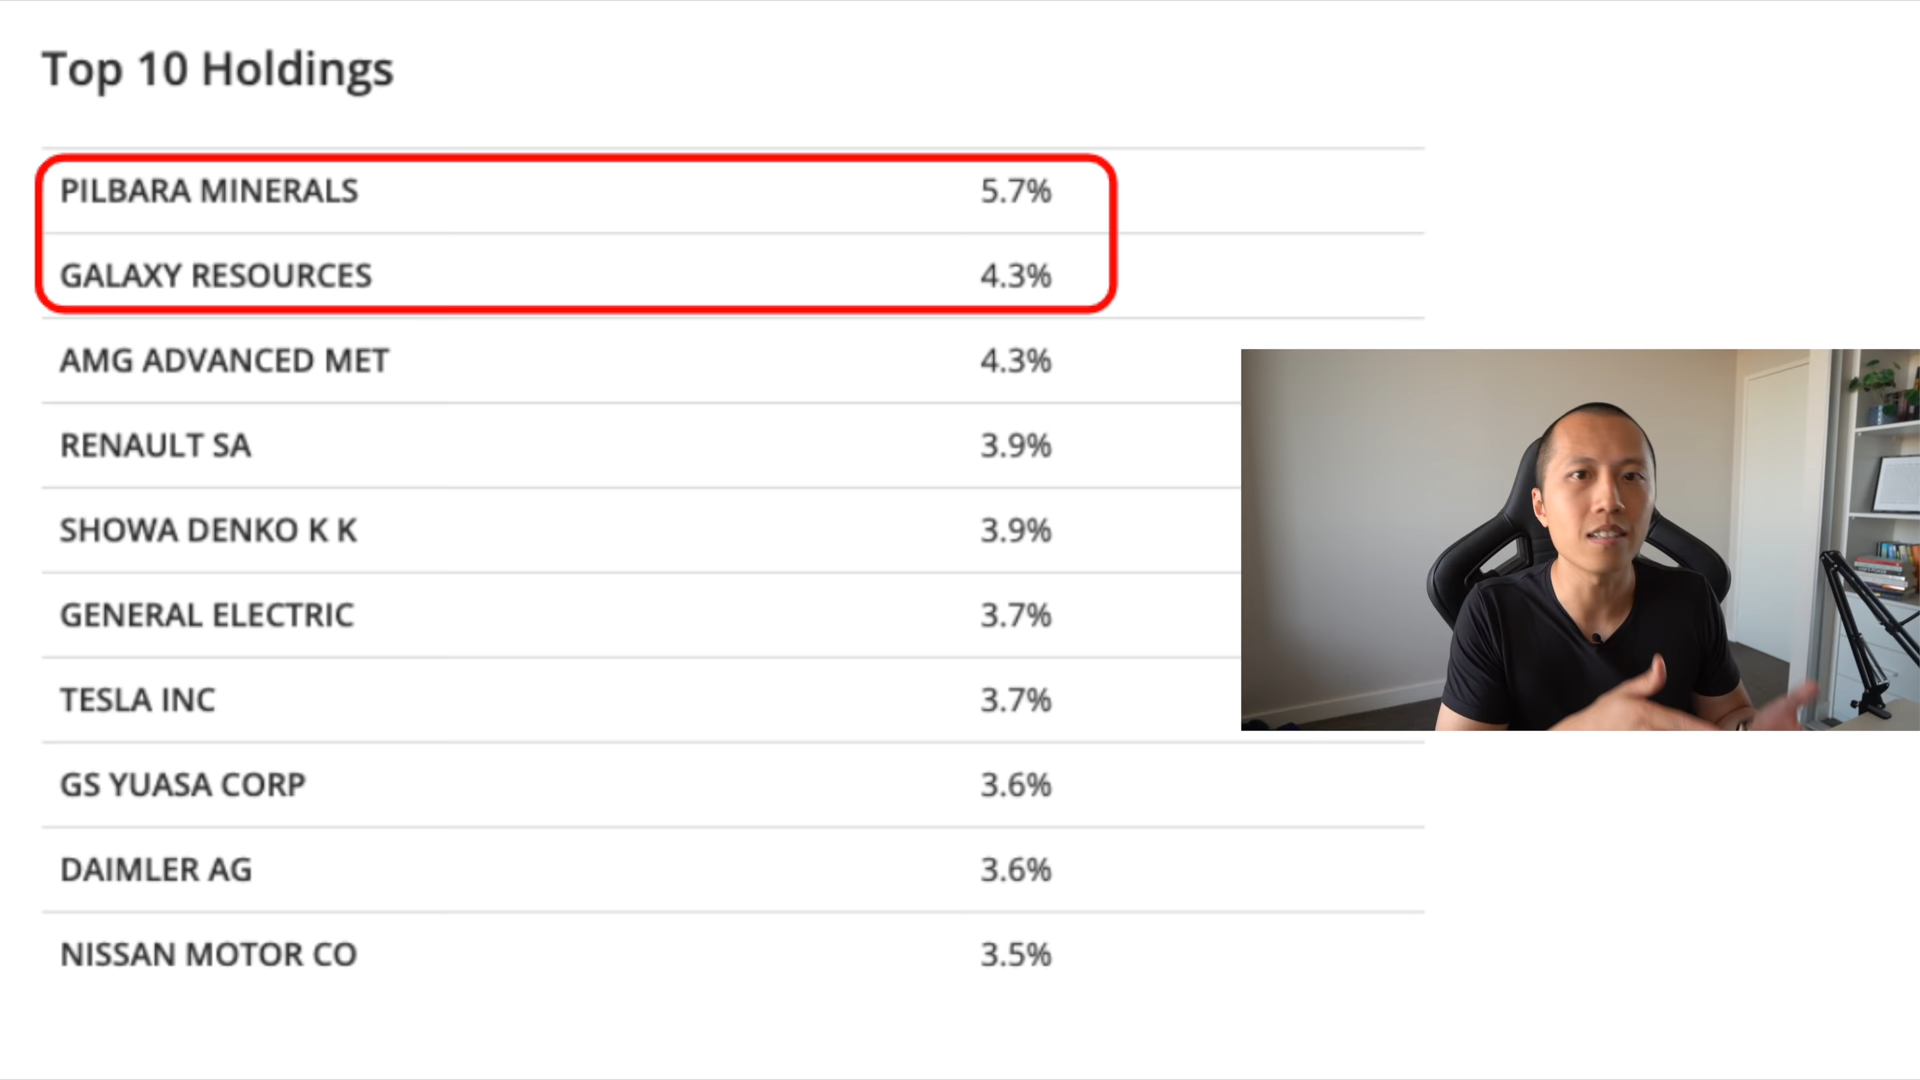 Top 10 Holdings
PILBARA MINERALS 5.7%
GALAXY RESOURCES 4.3%
AMG ADVANCED MET 4.3%
RENAULT SA 3.9%
SHOWA DENKO K K 3.9%
GENERAL ELECTRIC 3.7%
TESLA INC 3.7%
GS YUASA CORP 3.6%
DAIMLER AG 3.6%
NISSAN MOTOR CO 3.5%